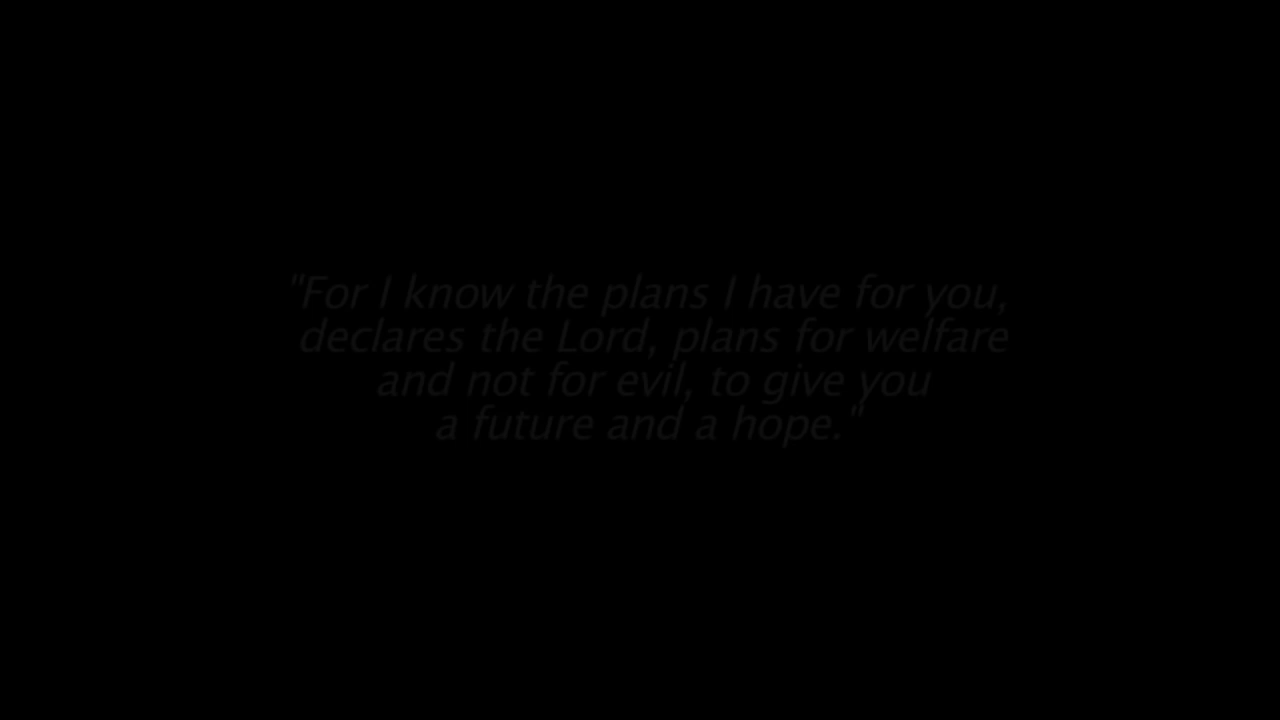 "For I know the plans I have for you,
declares the Lord, plans for welfare
and not for evil, to give you
a future and a hope."